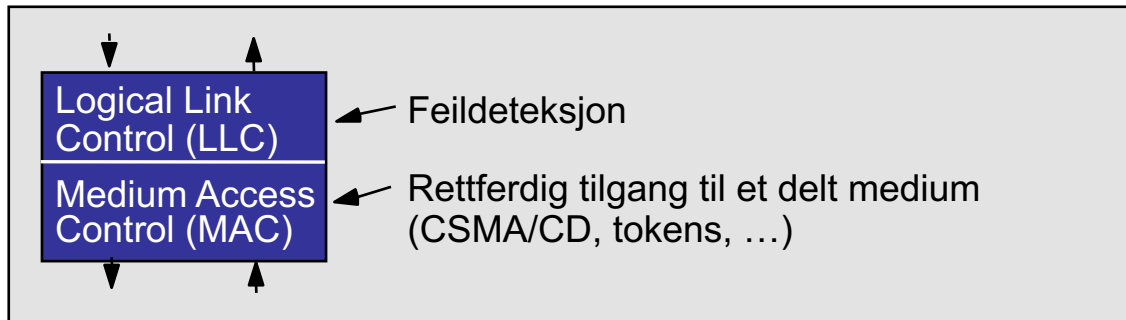 Logical Link
Control (LLC)
Feildeteksjon
Medium Access
Control (MAC)
Rettferdig tilgang til et delt medium
(CSMA/CD, tokens, …)